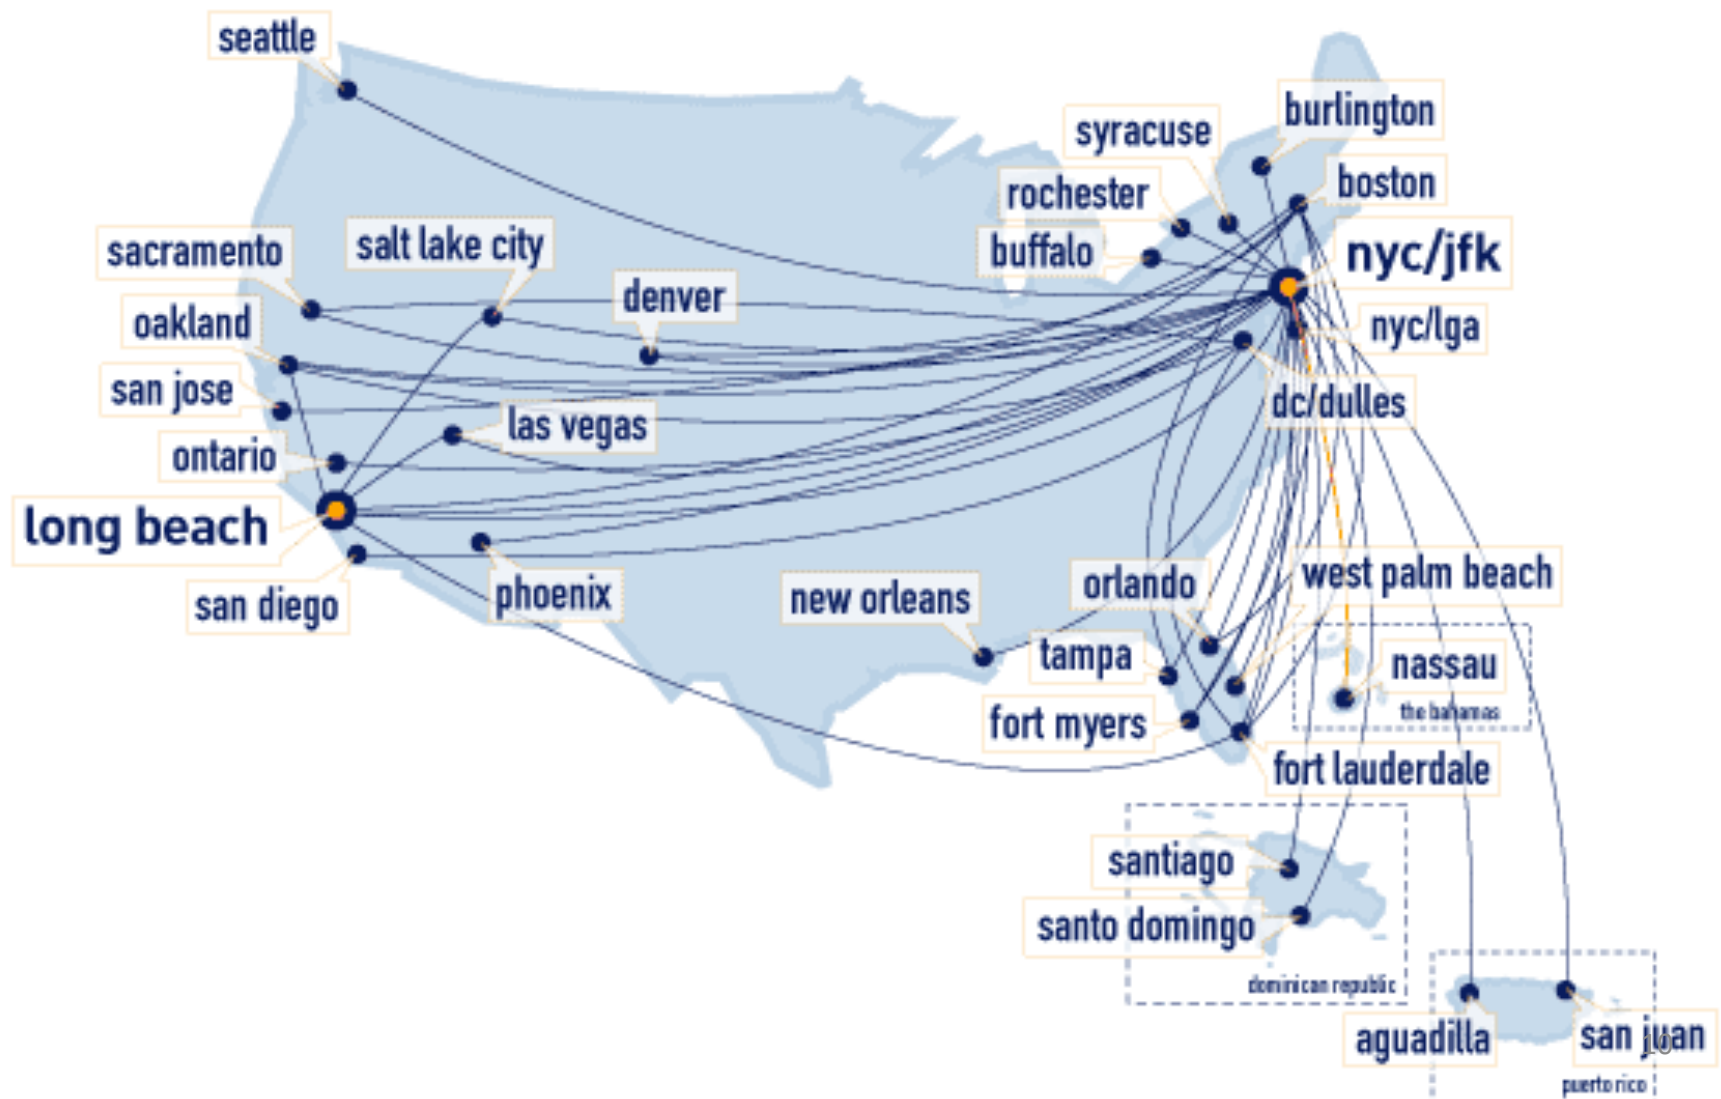 seattle
burlington
syracuse
boston
rochester
nyc/jfk
buffalo
sacramento
salt lake city
denver
oakland
nyc/lga
san jose
dc/dulles
las vegas
ontario
long beach
san diego
phoenix
new orleans
orlando
west palm beach
tampa
nassau
the bahamas
fort myers
fort lauderdale
santiago
santo domingo
dominican republic
aguadilla
san juan
10
puerto rico